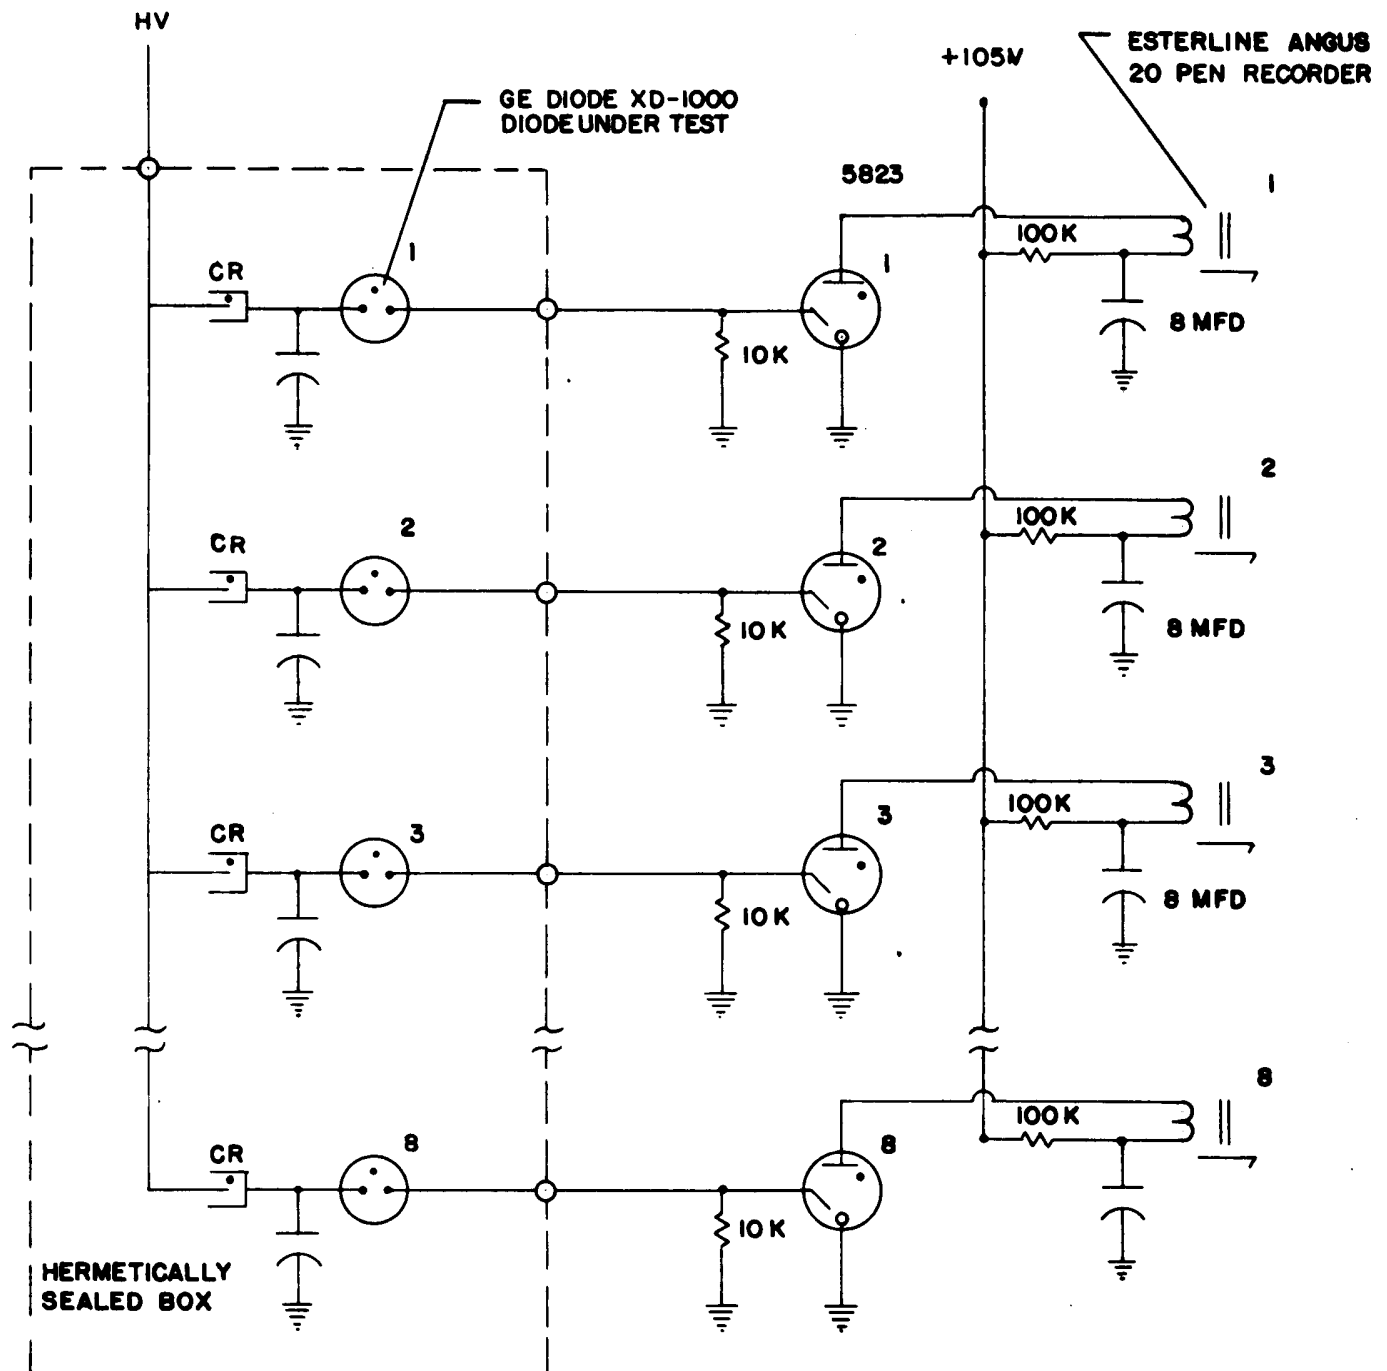 HV
+105V
ESTERLINE ANGUS
20 PEN RECORDER
GE DIODE XD-1000
DIODE UNDER TEST
5823
1
100K
CR
1
1
8 MFD
10K
2
100K
CR
2
2
8 MFD
10K
3
100K
CR
3
3
8 MFD
10K
8
100K
CR
8
8
10K
HERMETICALLY
SEALED BOX